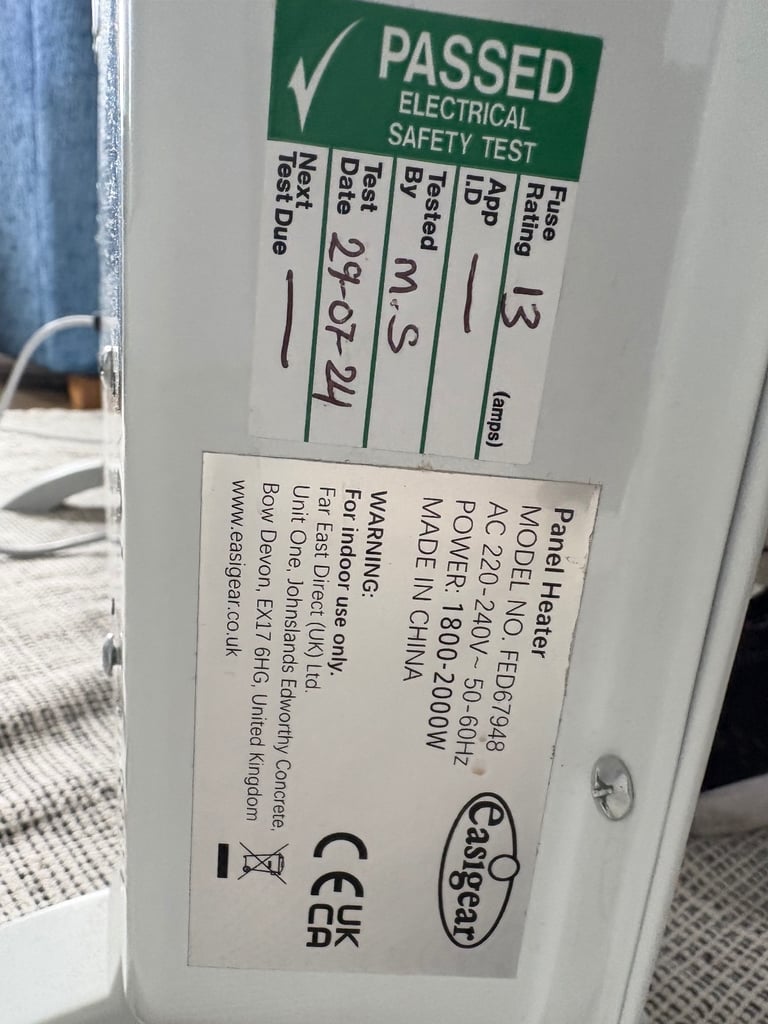 PASSED
ELECTRICAL
SAFETY TEST
Fuse Rating 13 (amps)
App I.D —
Tested By M.S
Test Date 29-07-24
Next Test Due —
Panel Heater
MODEL NO. FED67948
AC 220-240V~ 50-60Hz
POWER: 1800-2000W
MADE IN CHINA
Easigear
WARNING:
For indoor use only.
Far East Direct (UK) Ltd.
Unit One, Johnslands Edworthy Concrete,
Bow Devon, EX17 6HG, United Kingdom
www.easigear.co.uk
CE UK
CA